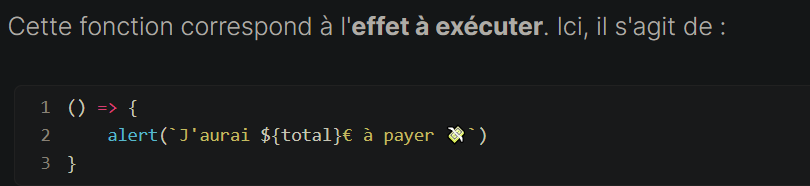 Cette fonction correspond à l'effet à exécuter. Ici, il s'agit de :
1 () => {
2     alert(`J'aurai ${total}€ à payer 💸`)
3 }